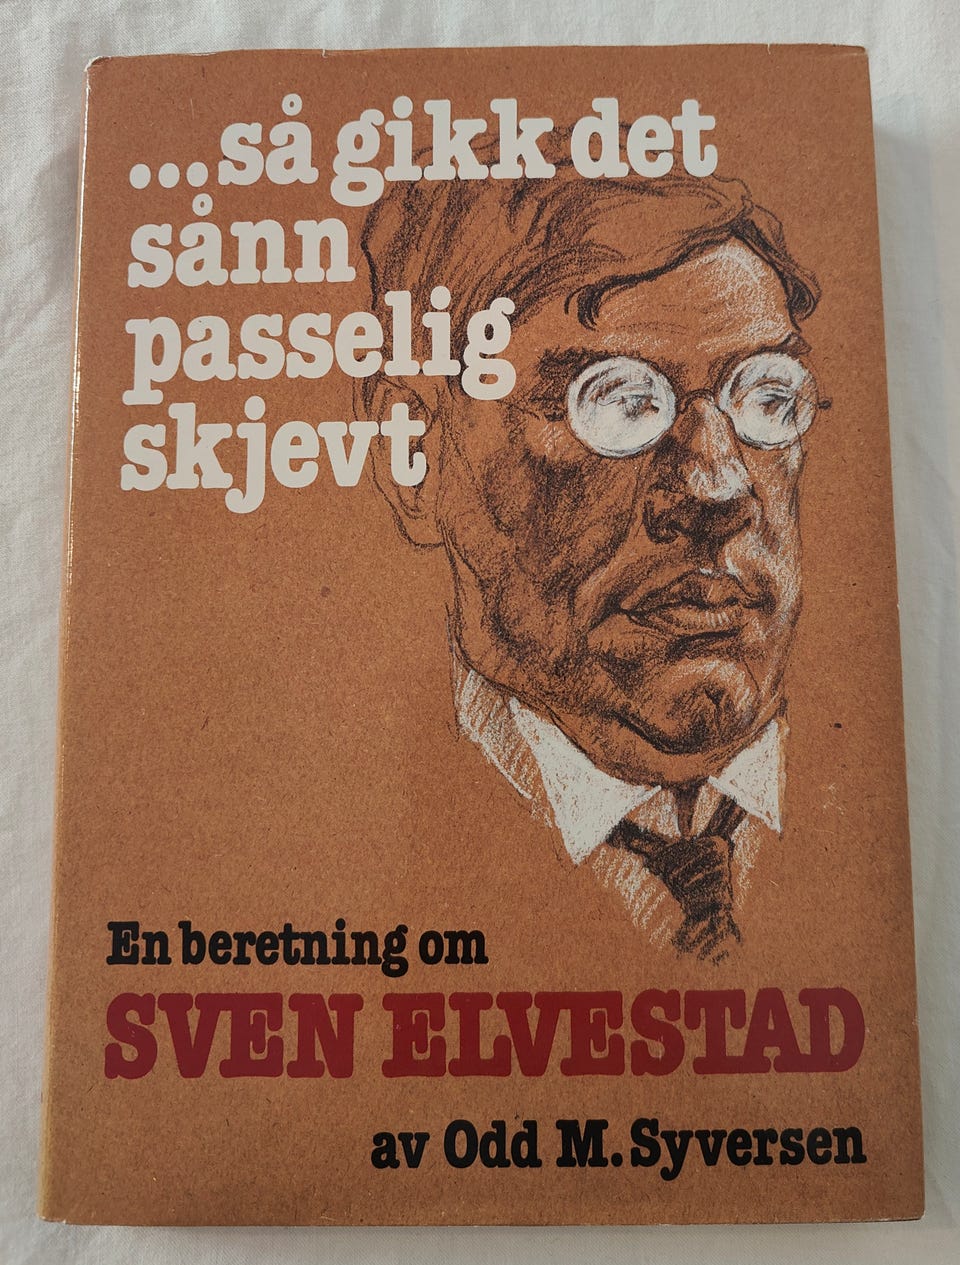 ...så gikk det
sånn
passelig
skjevt
En beretning om
SVEN ELVESTAD
av Odd M. Syversen